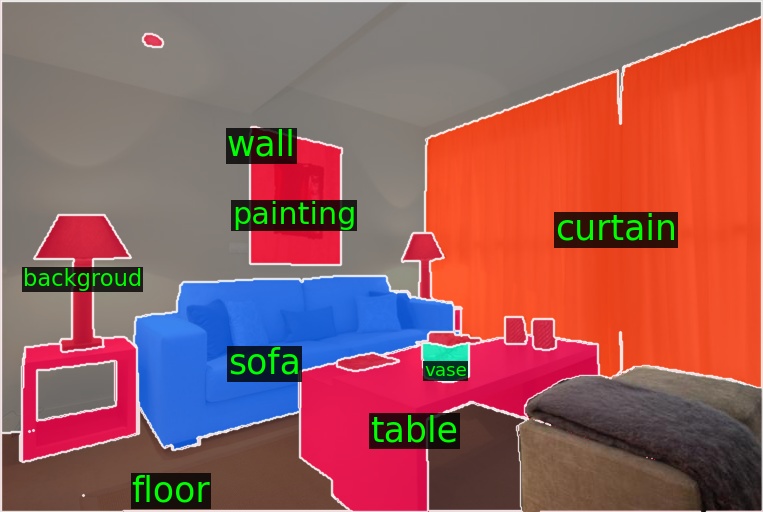 wall
painting
curtain
backgroud
sofa
vase
table
floor